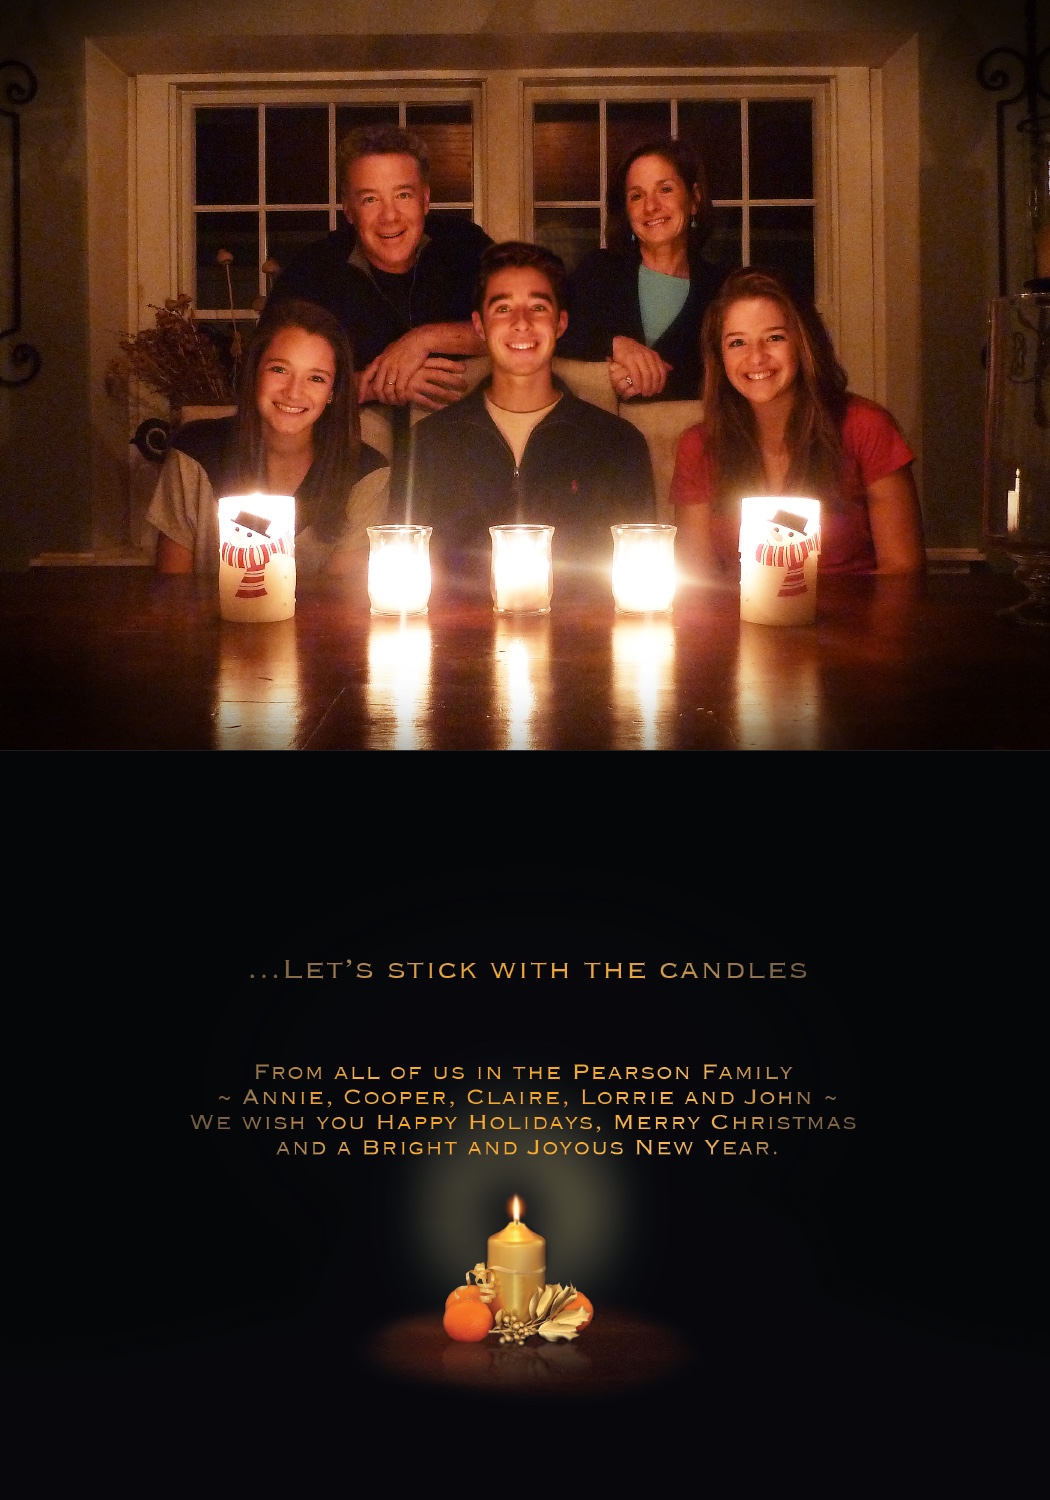 ...Let's stick with the candles
From all of us in the Pearson Family
~ Annie, Cooper, Claire, Lorrie and John ~
We wish you Happy Holidays, Merry Christmas
and a Bright and Joyous New Year.